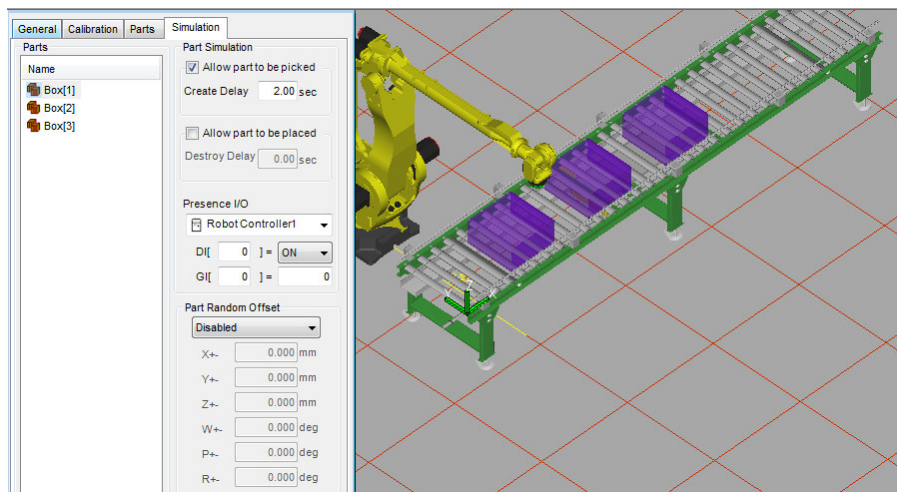 General Calibration Parts Simulation
Parts
Name
Box[1]
Box[2]
Box[3]
Part Simulation
Allow part to be picked
Create Delay 2.00 sec
Allow part to be placed
Destroy Delay 0.00 sec
Presence I/O
Robot Controller1
DI[ 0 ] = ON
GI[ 0 ] = 0
Part Random Offset
Disabled
X+- 0.000 mm
Y+- 0.000 mm
Z+- 0.000 mm
W+- 0.000 deg
P+- 0.000 deg
R+- 0.000 deg